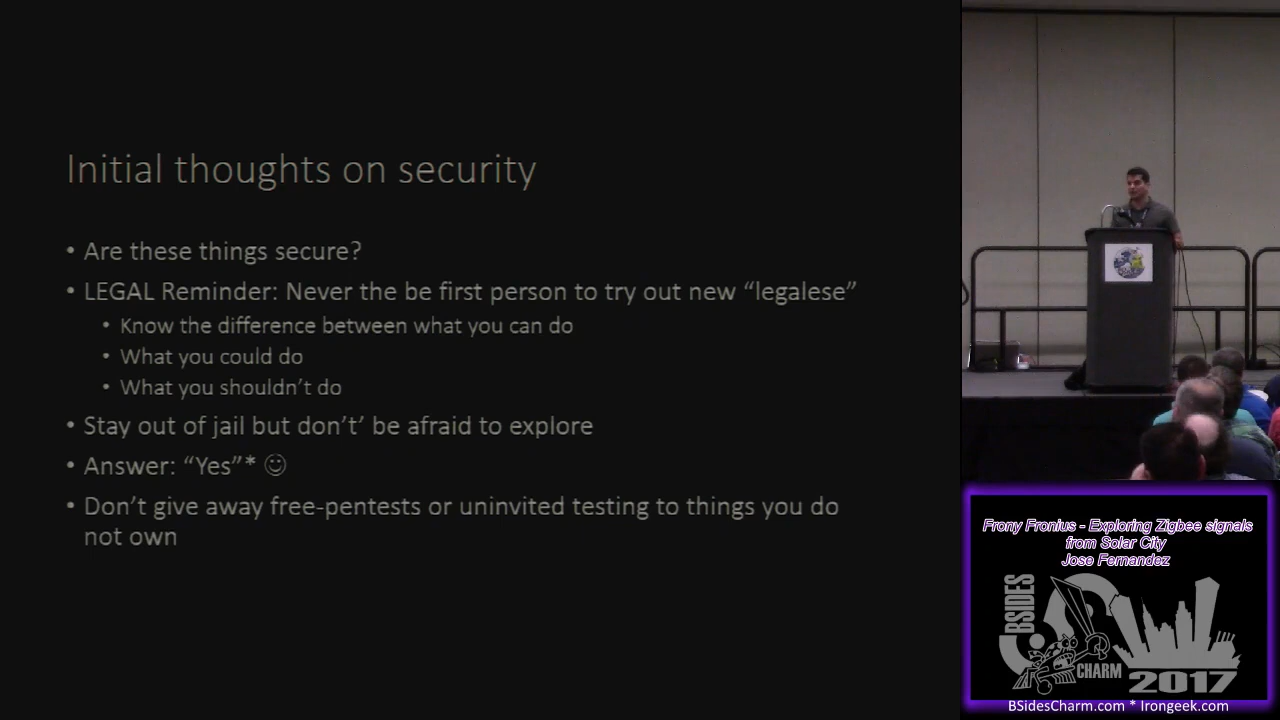 Initial thoughts on security
• Are these things secure?
• LEGAL Reminder: Never the be first person to try out new “legalese”
• Know the difference between what you can do
• What you could do
• What you shouldn’t do
• Stay out of jail but don’t’ be afraid to explore
• Answer: “Yes”* ☺
• Don’t give away free-pentests or uninvited testing to things you do
not own
Frony Fronius - Exploring Zigbee signals
from Solar City
Jose Fernandez
BSIDES
CHARM
2017
BSidesCharm.com * Irongeek.com